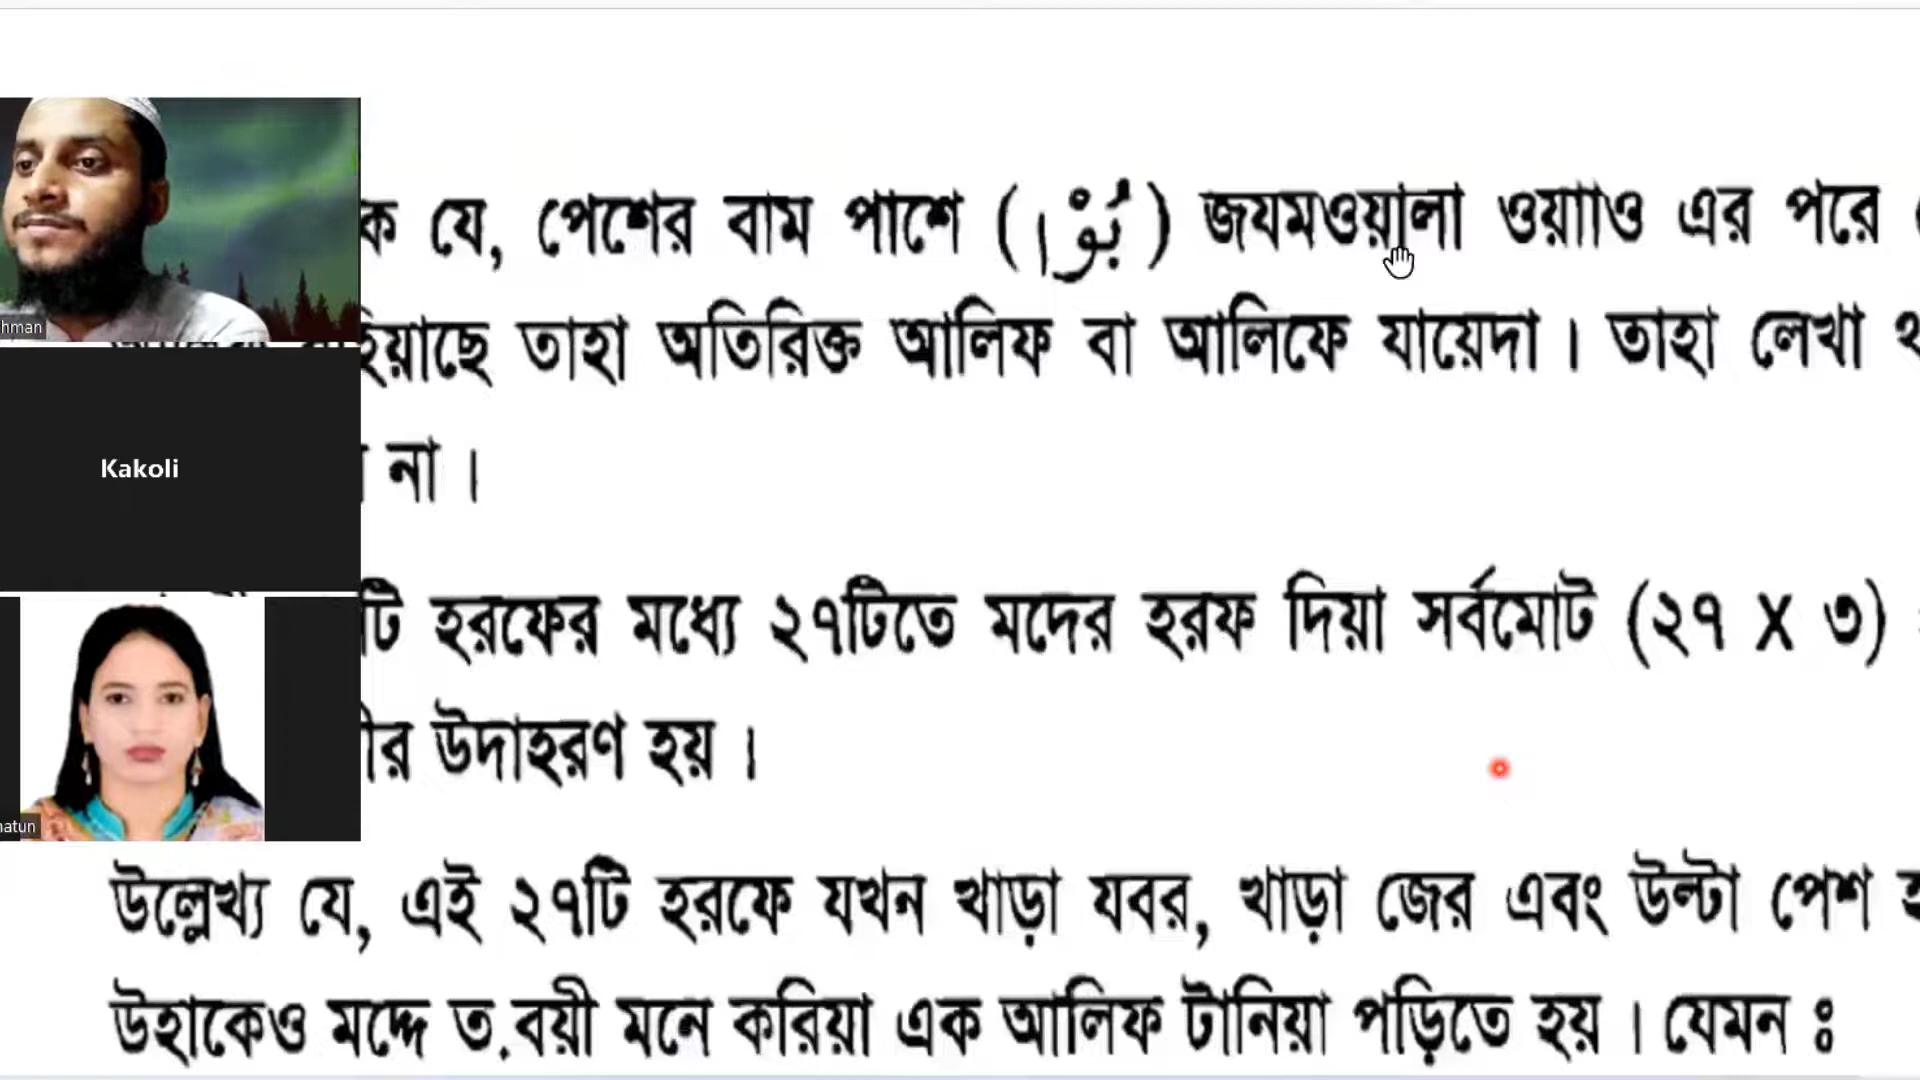 ক যে, পেশের বাম পাশে (بُوْا) জযমওয়ালা ওয়াাও এর পরে
হিয়াছে তাহা অতিরিক্ত আলিফ বা আলিফে যায়েদা। তাহা লেখা
hman
না।
Kakoli
টি হরফের মধ্যে ২৭টিতে মদের হরফ দিয়া সর্বমোট (২৭ X ৩)
ীর উদাহরণ হয়।
hatun
উল্লেখ্য যে, এই ২৭টি হরফে যখন খাড়া যবর, খাড়া জের এবং উল্টা পেশ হ
উহাকেও মদ্দে ত.বয়ী মনে করিয়া এক আলিফ টানিয়া পড়িতে হয়। যেমন ঃ